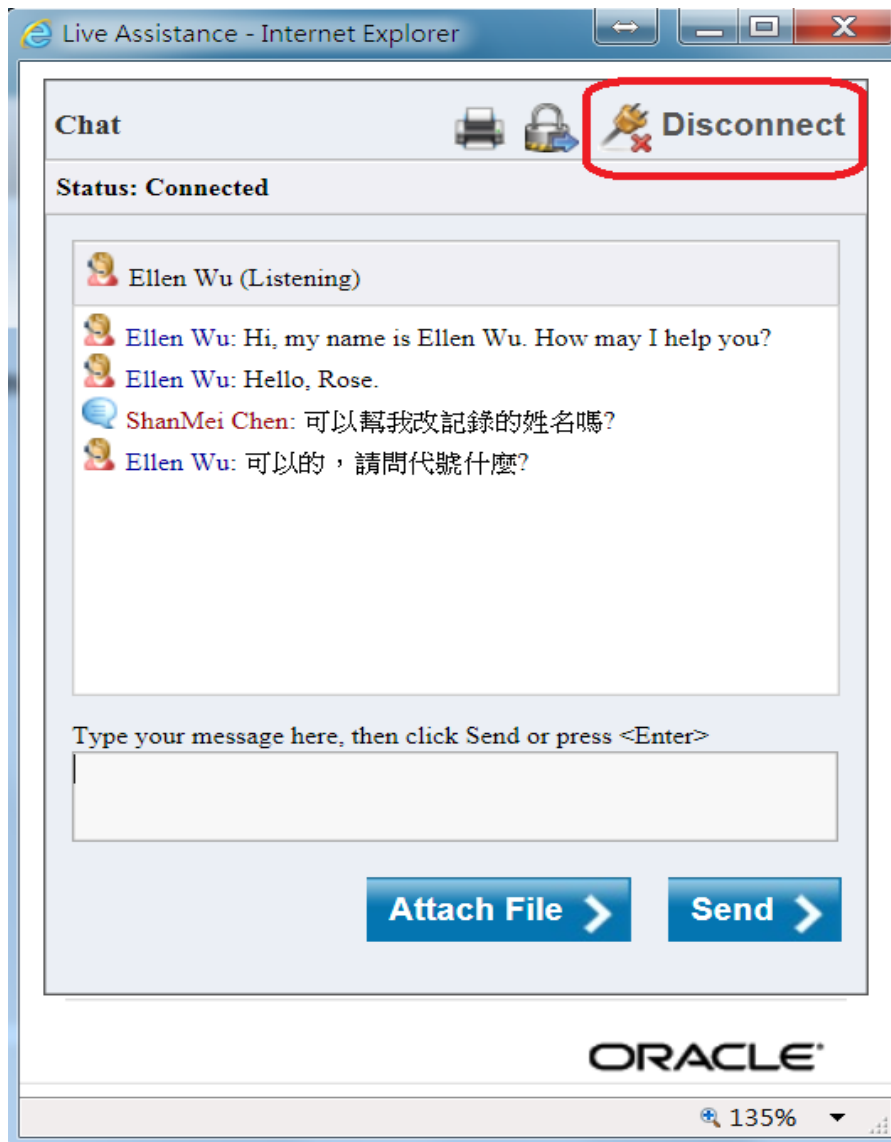 Live Assistance - Internet Explorer
Chat
Disconnect
Status: Connected
Ellen Wu (Listening)
Ellen Wu: Hi, my name is Ellen Wu. How may I help you?
Ellen Wu: Hello, Rose.
ShanMei Chen: 可以幫我改記錄的姓名嗎?
Ellen Wu: 可以的，請問代號什麼?
Type your message here, then click Send or press <Enter>
Attach File
Send
ORACLE
135%